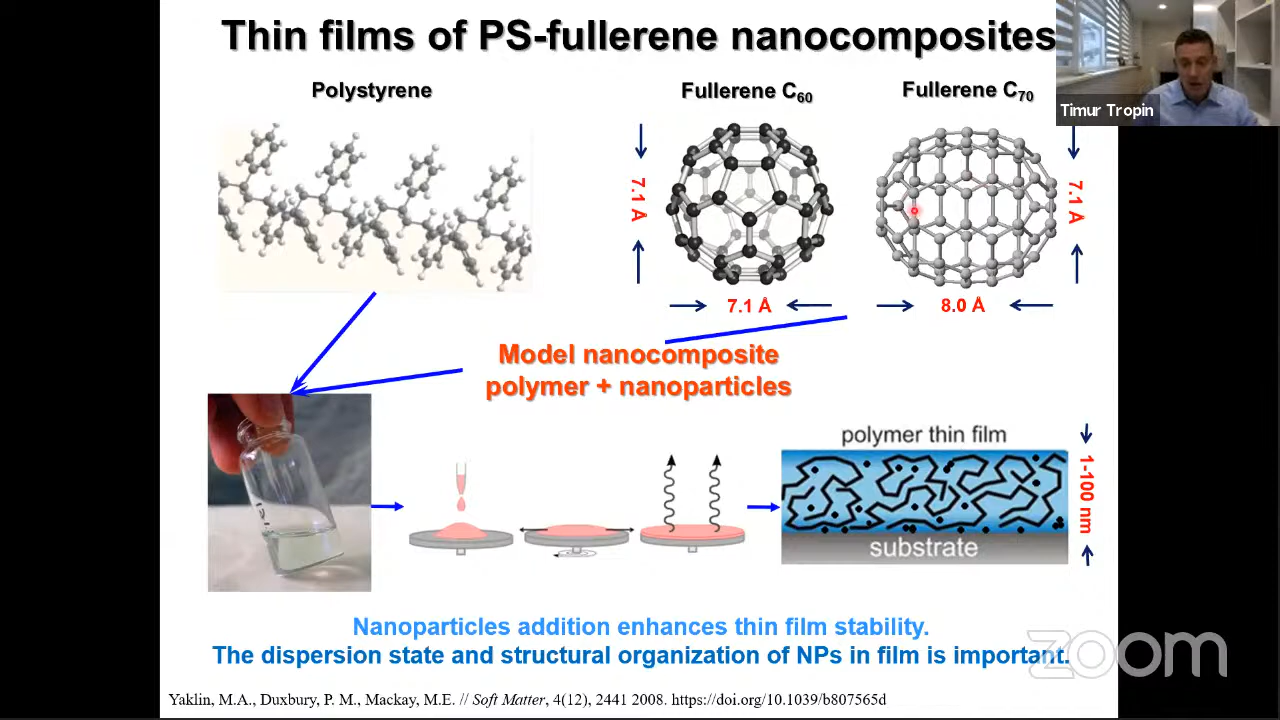 Thin films of PS-fullerene nanocomposites
Timur Tropin
Polystyrene
Fullerene C60
Fullerene C70
7.1 Å
7.1 Å
7.1 Å
8.0 Å
Model nanocomposite
polymer + nanoparticles
polymer thin film
substrate
1-100 nm
Nanoparticles addition enhances thin film stability.
The dispersion state and structural organization of NPs in film is important.
zoom
Yaklin, M.A., Duxbury, P. M., Mackay, M.E. // Soft Matter, 4(12), 2441 2008. https://doi.org/10.1039/b807565d